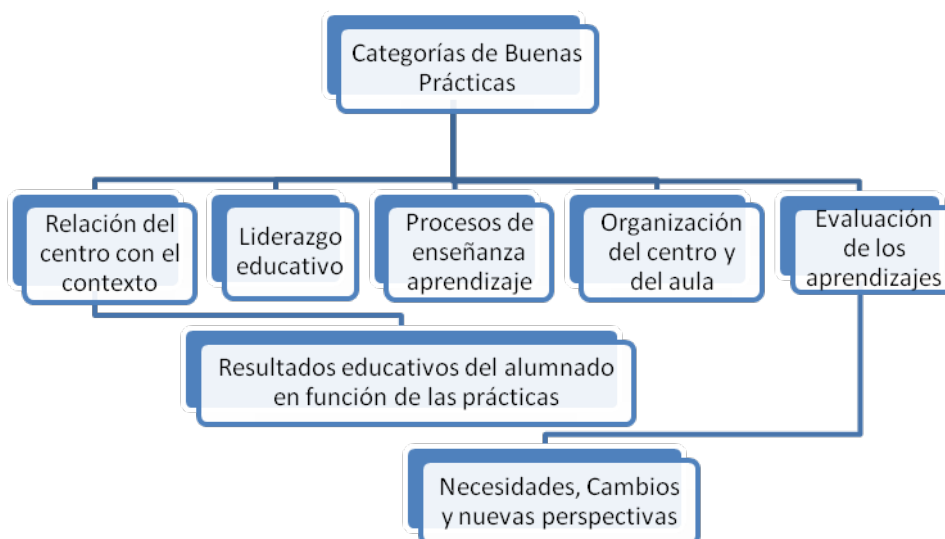 Categorías de Buenas
Prácticas
Relación del
centro con el
contexto
Liderazgo
educativo
Procesos de
enseñanza
aprendizaje
Organización
del centro y
del aula
Evaluación
de los
aprendizajes
Resultados educativos del alumnado
en función de las prácticas
Necesidades, Cambios
y nuevas perspectivas